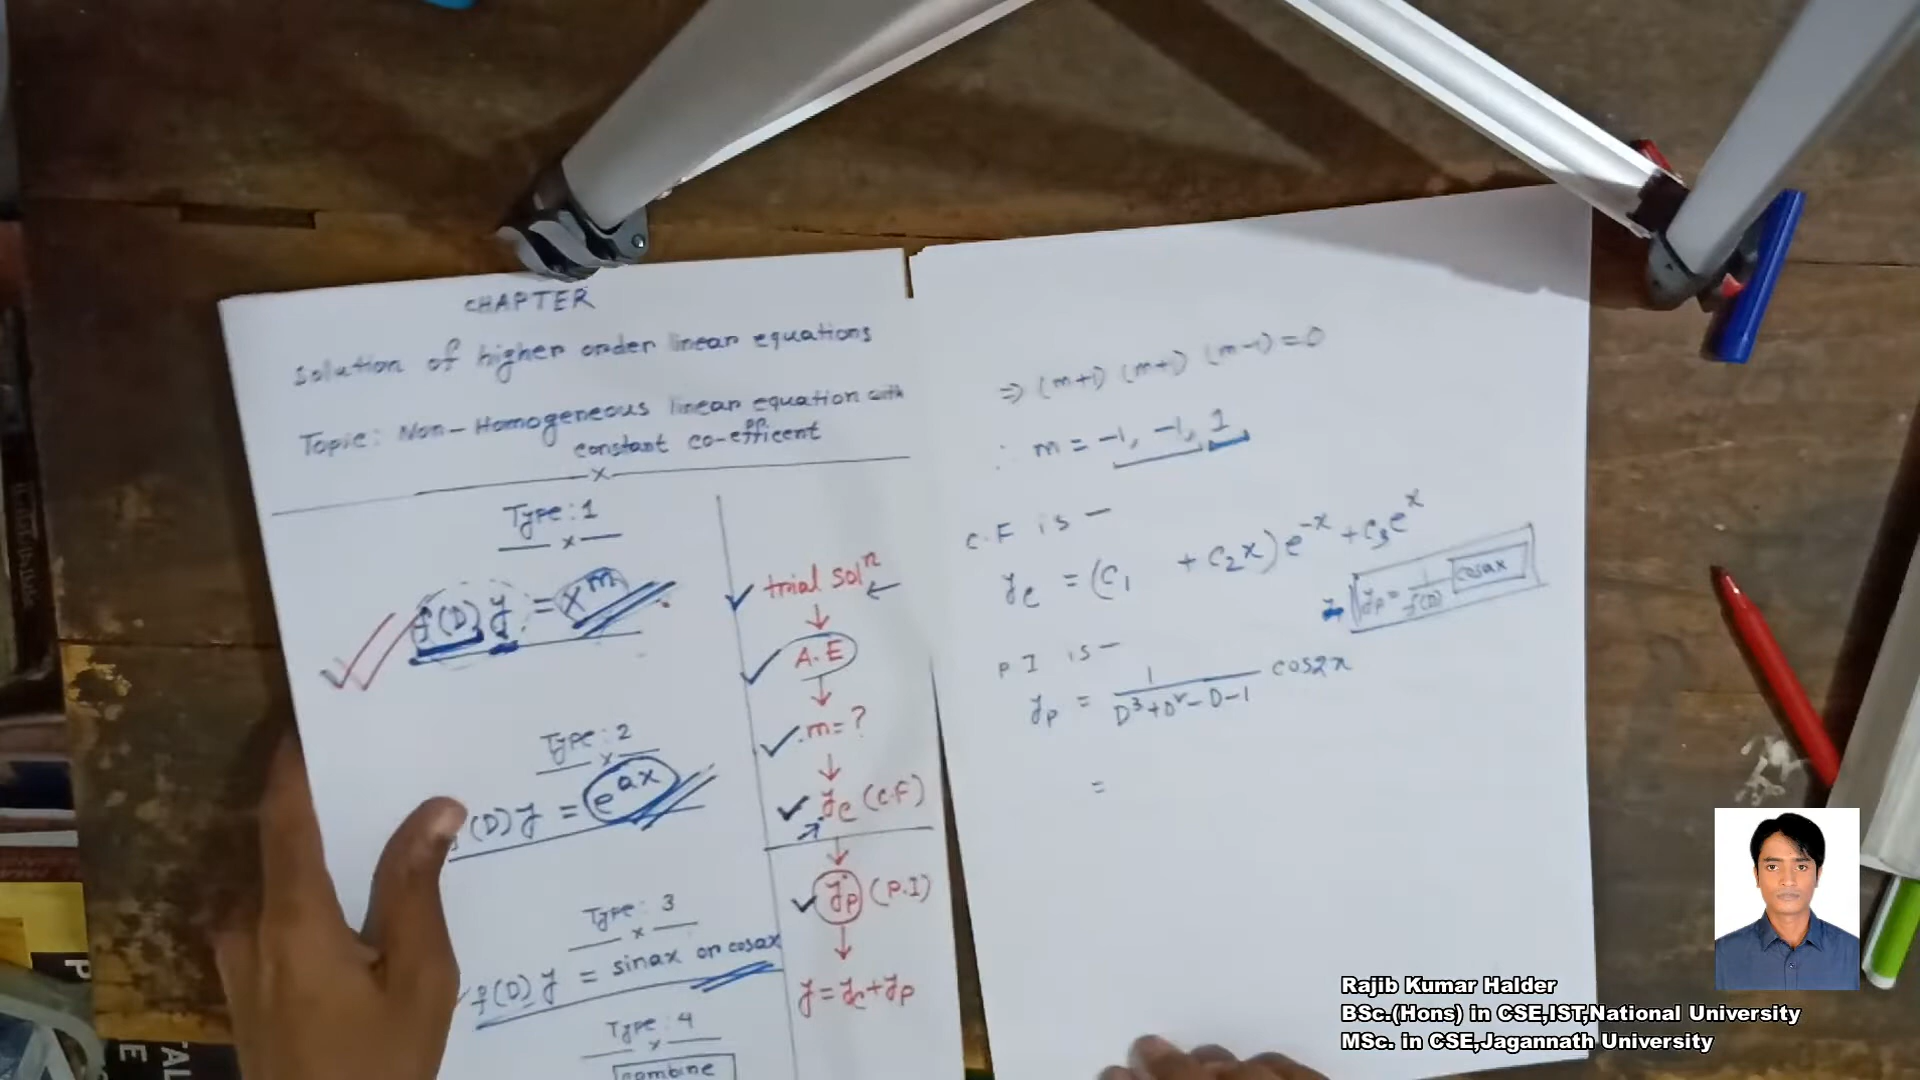 CHAPTER
Solution of higher order linear equations
Topic: Non-Homogeneous linear equation with
constant co-efficent
x
Type: 1
x
f(D) y = x^m
Type: 2
x
f(D) y = e^{ax}
Type: 3
x
f(D) y = sinax or cosax
Type: 4
x
combine
trial sol^n
A.E
m = ?
y_c (C.F)
y_p (P.I)
y = y_c + y_p
⇒ (m+1) (m+1) (m-1) = 0
∴ m = -1, -1, 1
C.F is -
y_c = (c_1 + c_2x) e^{-x} + c_3e^x
y_p = 1/f(D) cosax
P I is -
y_p = 1/(D^3+D^2-D-1) cos2x
=
Rajib Kumar Halder
BSc.(Hons) in CSE,IST,National University
MSc. in CSE,Jagannath University